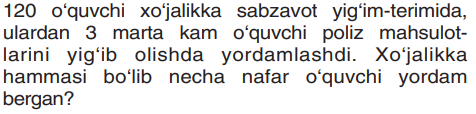 120 o‘quvchi xo‘jalikka sabzavot yig‘im-terimida,
ulardan 3 marta kam o‘quvchi poliz mahsulot-
larini yig‘ib olishda yordamlashdi. Xo‘jalikka
hammasi bo‘lib necha nafar o‘quvchi yordam
bergan?